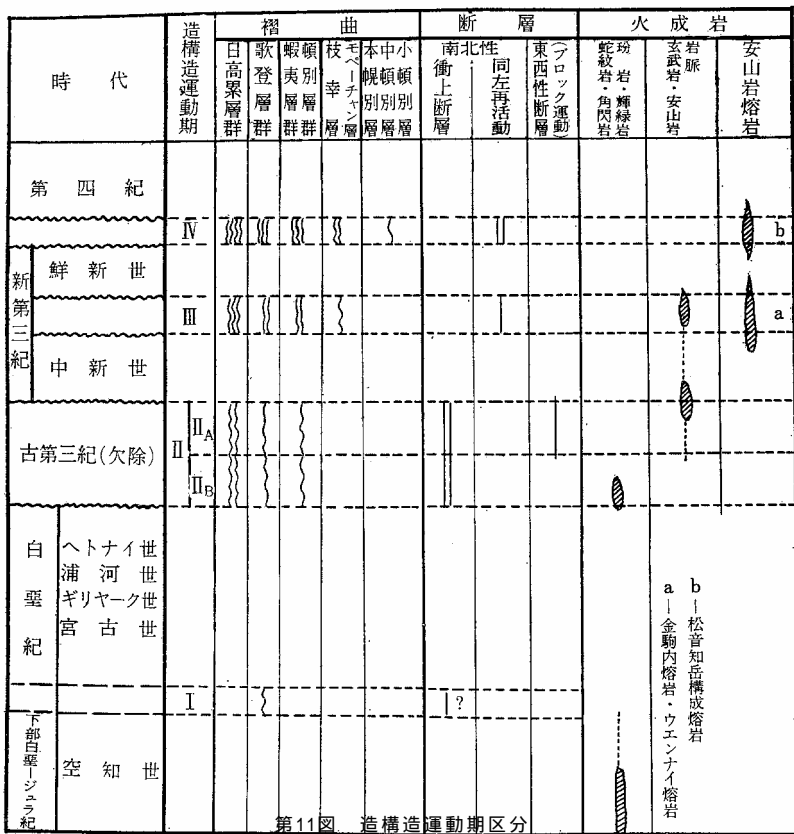 時代
造構造運動期
褶曲
断層
火成岩
日高累層群
歌登層群
蝦夷層群
頓別層群
枝幸層
モペーチャン層
本幌別層
中頓別層
小頓別層
南北性
衝上断層
同左再活動
東西性断層
(ブロック運動)
蛇紋岩・角閃岩
玢岩・輝緑岩
玄武岩・安山岩
岩脈
安山岩熔岩
第四紀
Ⅳ
b
新第三紀
鮮新世
Ⅲ
a
中新世
古第三紀(欠除)
Ⅱ
ⅡA
ⅡB
白堊紀
ヘトナイ世
浦河世
ギリヤーク世
宮古世
Ⅰ
?
下部白堊―ジュラ紀
空知世
b―松音知岳構成熔岩
a―金駒内熔岩・ウエンナイ熔岩
第11図 造構造運動期区分